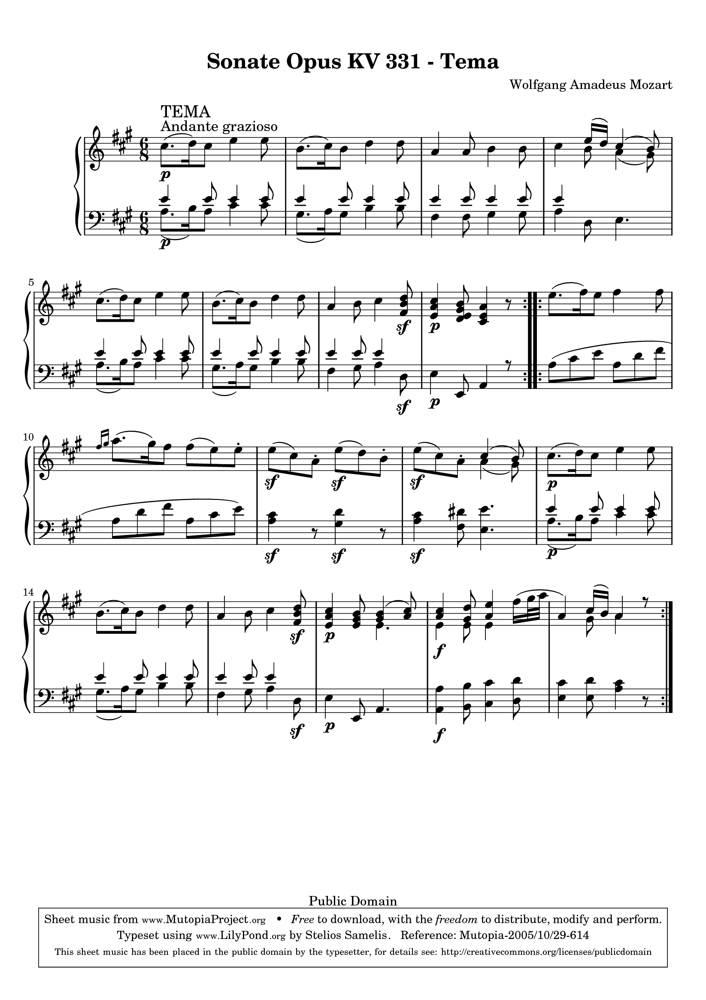 Sonate Opus KV 331 - Tema
Wolfgang Amadeus Mozart
TEMA
Andante grazioso
6 8
p
6 8
p
5
sf
p
sf
p
10
sf
sf
sf
p
sf
sf
sf
p
14
sf
p
f
sf
p
f
Public Domain
Sheet music from www.MutopiaProject.org • Free to download, with the freedom to distribute, modify and perform.
Typeset using www.LilyPond.org by Stelios Samelis. Reference: Mutopia-2005/10/29-614
This sheet music has been placed in the public domain by the typesetter, for details see: http://creativecommons.org/licenses/publicdomain